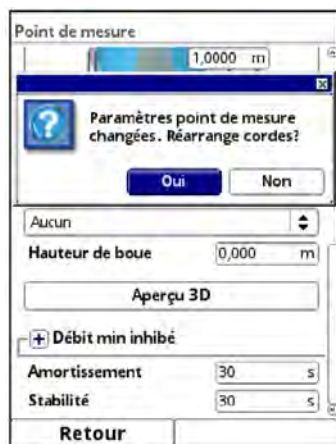 Point de mesure
1,0000 m
Paramètres point de mesure
changées. Réarrange cordes?
Oui Non
Aucun
Hauteur de boue 0,000 m
Aperçu 3D
Débit min inhibé
Amortissement 30 s
Stabilité 30 s
Retour